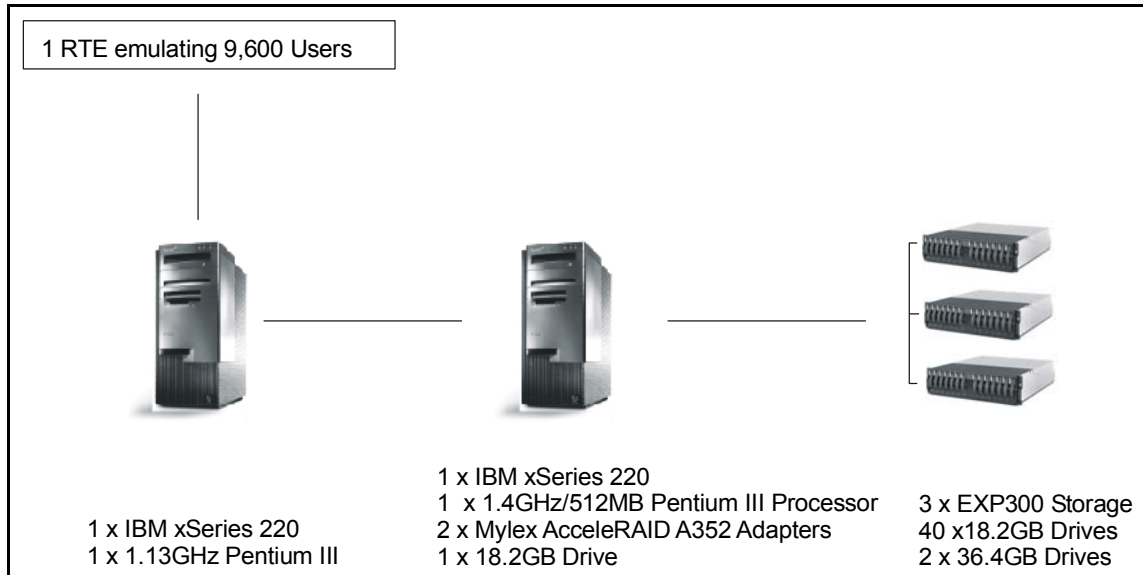 1 RTE emulating 9,600 Users
1 x IBM xSeries 220
1 x 1.13GHz Pentium III
1 x IBM xSeries 220
1 x 1.4GHz/512MB Pentium III Processor
2 x Mylex AcceleRAID A352 Adapters
1 x 18.2GB Drive
3 x EXP300 Storage
40 x18.2GB Drives
2 x 36.4GB Drives